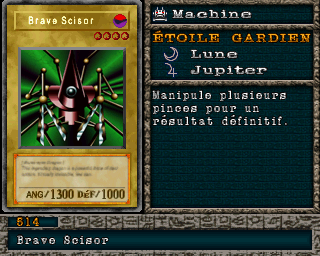 Brave Scisor
ANG/1300 DÉF/1000
Machine
ÉTOILE GARDIEN
Lune
Jupiter
Manipule plusieurs
pinces pour un
résultat définitif.
514
Brave Scisor